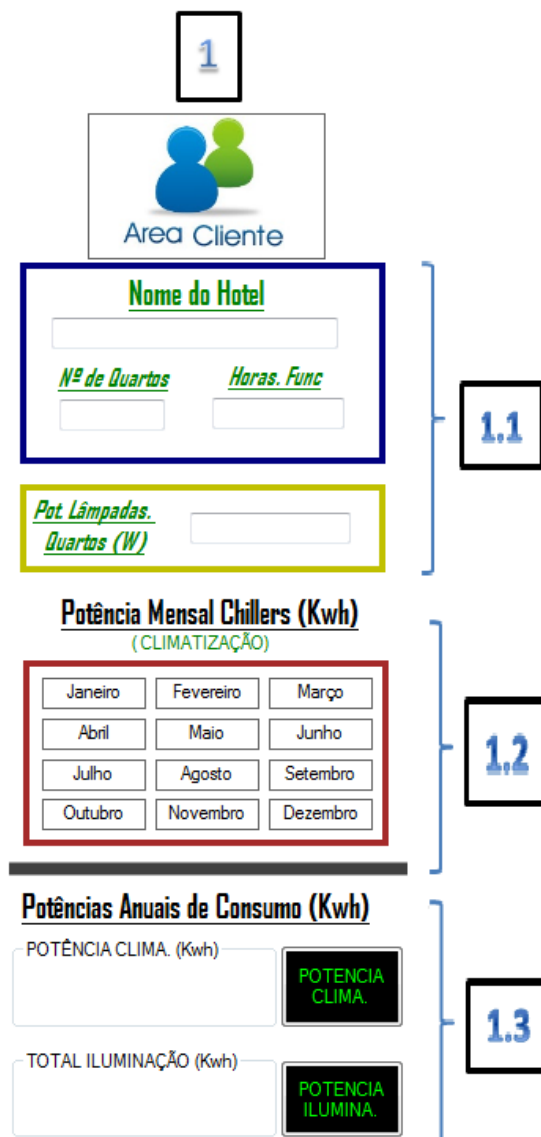 1
Area Cliente
Nome do Hotel
Nº de Quartos Horas. Func
1.1
Pot. Lâmpadas.
Quartos (W)
Potência Mensal Chillers (Kwh)
( CLIMATIZAÇÃO)
Janeiro Fevereiro Março
Abril Maio Junho
1.2
Julho Agosto Setembro
Outubro Novembro Dezembro
Potências Anuais de Consumo (Kwh)
POTÊNCIA CLIMA. (Kwh)
POTENCIA
CLIMA.
1.3
TOTAL ILUMINAÇÃO (Kwh)
POTENCIA
ILUMINA.